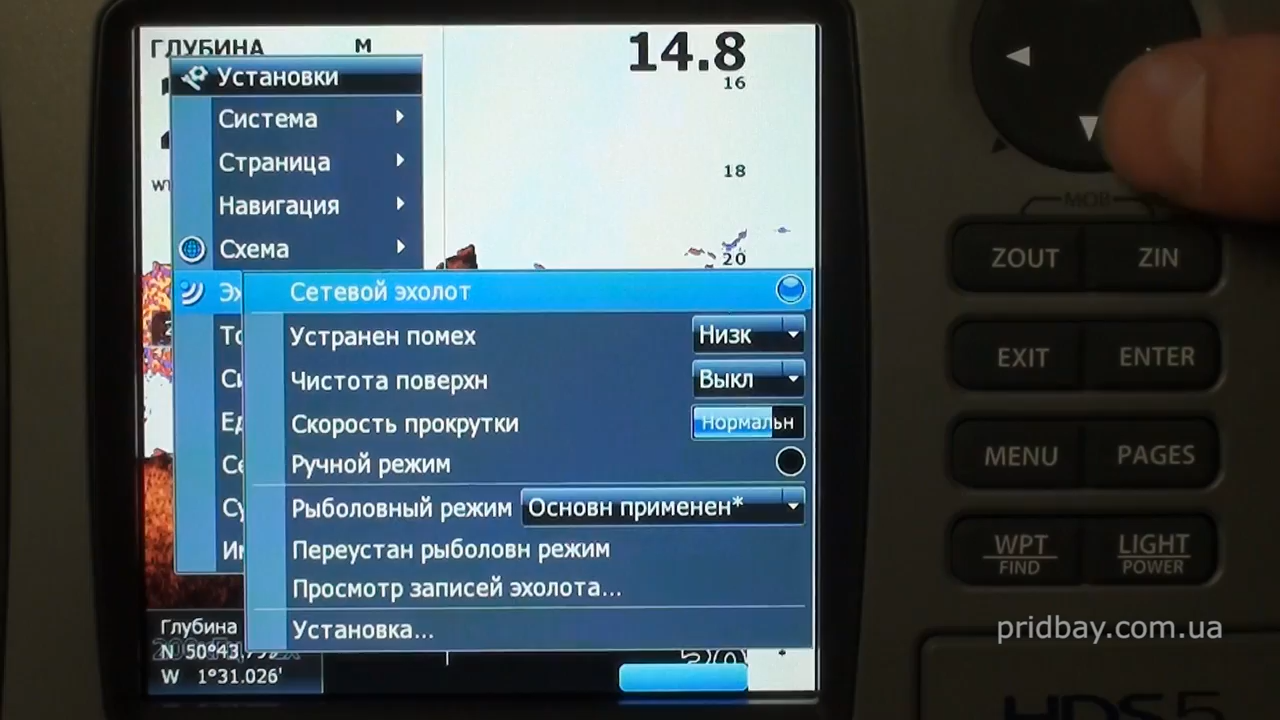 ГЛУБИНА М
14.8
16
Установки
Система
Страница
18
Навигация
Схема
20
Сетевой эхолот
Устранен помех Низк
Чистота поверхн Выкл
Скорость прокрутки Нормальн
Ручной режим
Рыболовный режим Основн применен*
Переустан рыболовн режим
Просмотр записей эхолота...
Установка...
Глубина
N 50°43.
W 1°31.026'
MOB
ZOUT ZIN
EXIT ENTER
MENU PAGES
WPT LIGHT
FIND POWER
pridbay.com.ua
HDS5